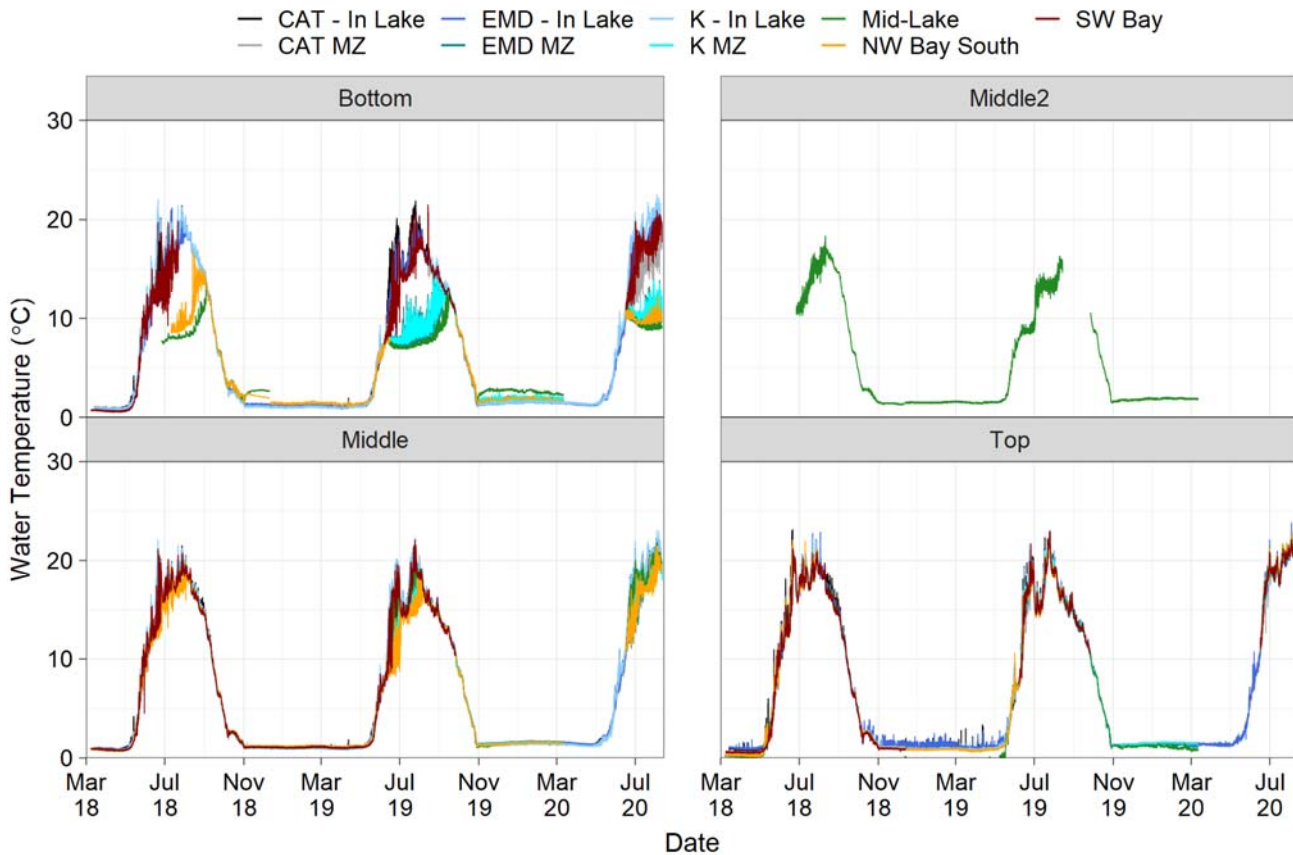 CAT - In Lake EMD - In Lake K - In Lake Mid-Lake SW Bay
CAT MZ EMD MZ K MZ NW Bay South
Bottom Middle2
30
20
10
0
Middle Top
30
20
10
0
Water Temperature (°C)
Mar 18 Jul 18 Nov 18 Mar 19 Jul 19 Nov 19 Mar 20 Jul 20
Mar 18 Jul 18 Nov 18 Mar 19 Jul 19 Nov 19 Mar 20 Jul 20
Date